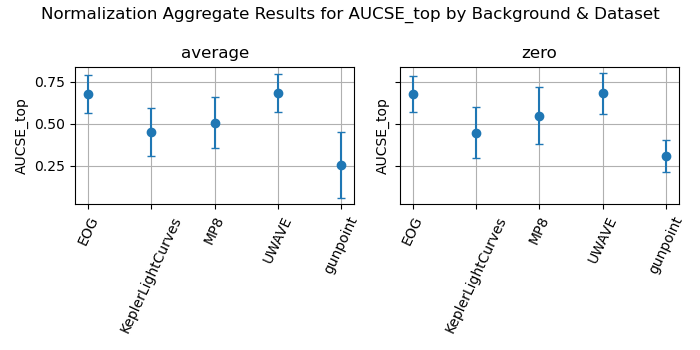 Normalization Aggregate Results for AUCSE_top by Background & Dataset
average
zero
AUCSE_top
0.75
0.50
0.25
AUCSE_top
EOG
KeplerLightCurves
MP8
UWAVE
gunpoint
EOG
KeplerLightCurves
MP8
UWAVE
gunpoint